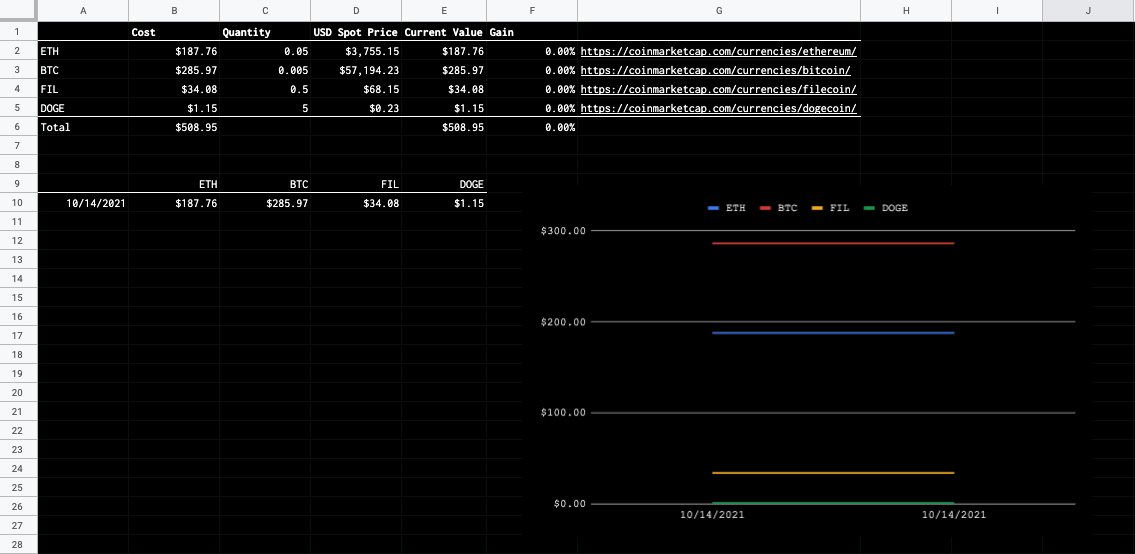 A B C D E F G H I J
1 Cost Quantity USD Spot Price Current Value Gain
2 ETH $187.76 0.05 $3,755.15 $187.76 0.00% https://coinmarketcap.com/currencies/ethereum/
3 BTC $285.97 0.005 $57,194.23 $285.97 0.00% https://coinmarketcap.com/currencies/bitcoin/
4 FIL $34.08 0.5 $68.15 $34.08 0.00% https://coinmarketcap.com/currencies/filecoin/
5 DOGE $1.15 5 $0.23 $1.15 0.00% https://coinmarketcap.com/currencies/dogecoin/
6 Total $508.95 $508.95 0.00%
7
8
9 ETH BTC FIL DOGE
10 10/14/2021 $187.76 $285.97 $34.08 $1.15
ETH BTC FIL DOGE
11
12 $300.00
13
14
15
16
$200.00
17
18
19
20
21 $100.00
22
23
24
25
26 $0.00
27 10/14/2021 10/14/2021
28